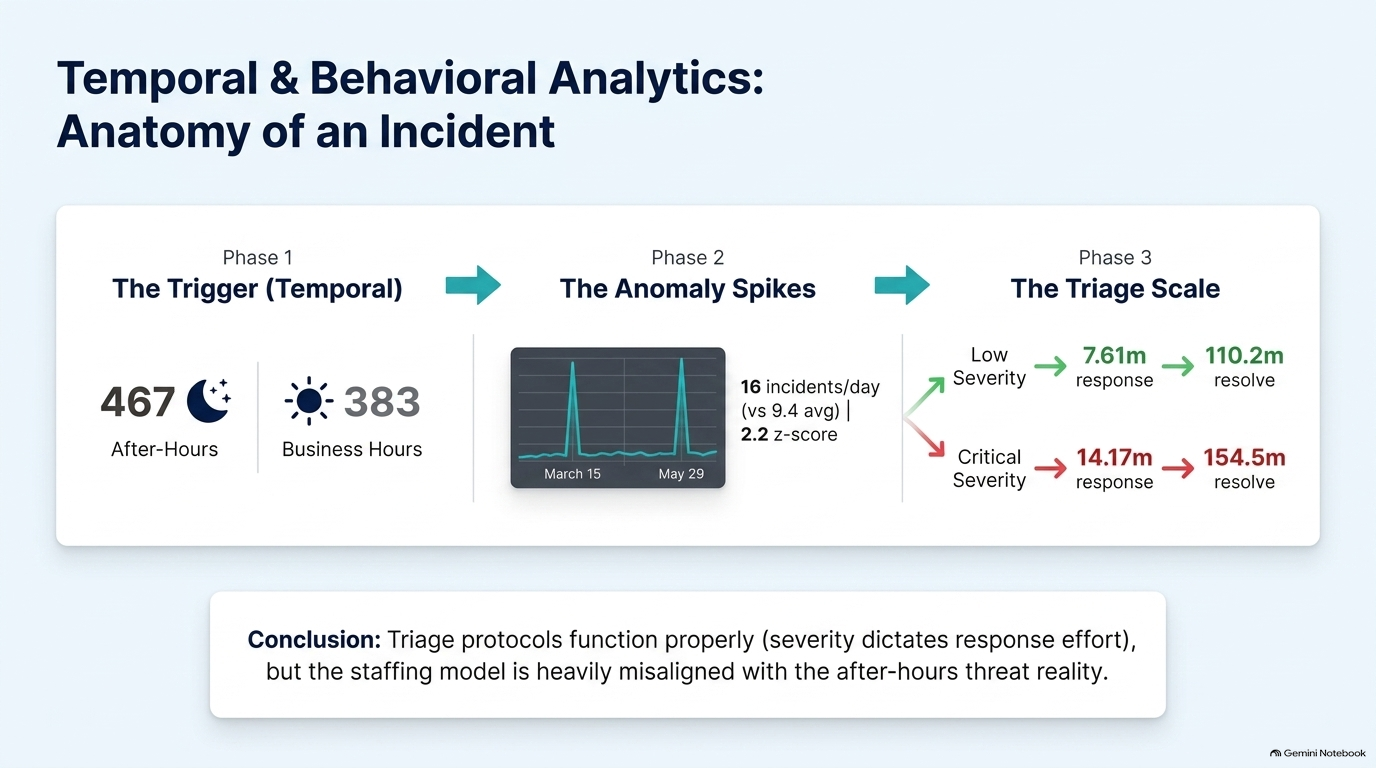 Temporal & Behavioral Analytics:
Anatomy of an Incident
Phase 1
The Trigger (Temporal)
467
After-Hours
383
Business Hours
Phase 2
The Anomaly Spikes
March 15
May 29
16 incidents/day
(vs 9.4 avg) |
2.2 z-score
Phase 3
The Triage Scale
Low
Severity
7.61m
response
110.2m
resolve
Critical
Severity
14.17m
response
154.5m
resolve
Conclusion: Triage protocols function properly (severity dictates response effort),
but the staffing model is heavily misaligned with the after-hours threat reality.
Gemini Notebook